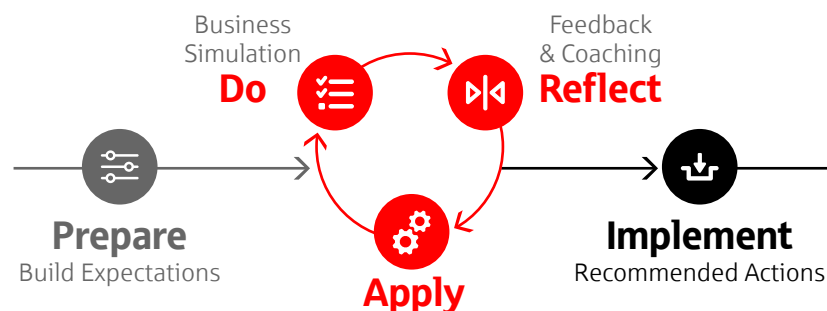 Business
Simulation
Do
Feedback
& Coaching
Reflect
Prepare
Build Expectations
Apply
Implement
Recommended Actions